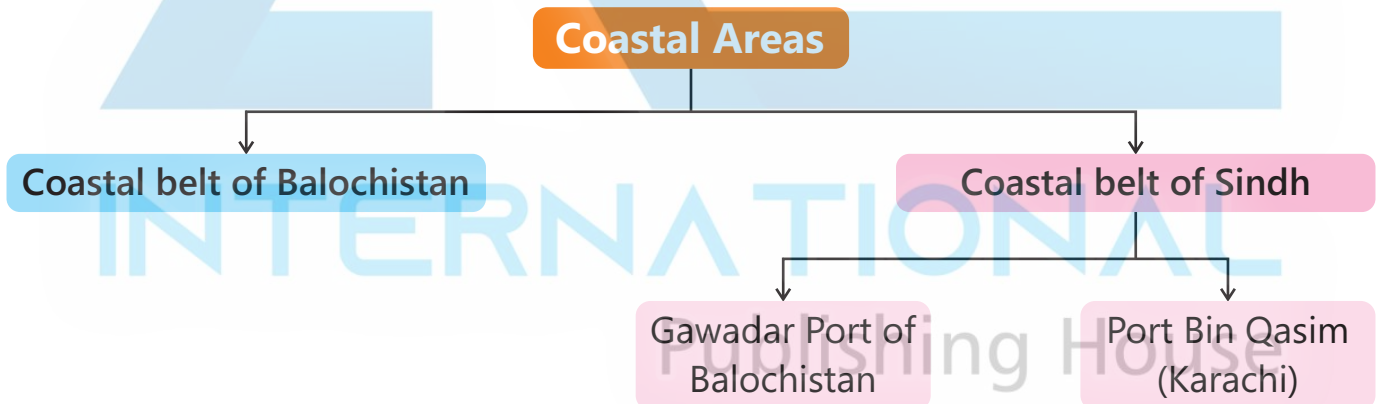 Coastal Areas
Coastal belt of Balochistan
Coastal belt of Sindh
INTERNATIONAL
Gawadar Port of
Balochistan
Port Bin Qasim
(Karachi)
Publishing House